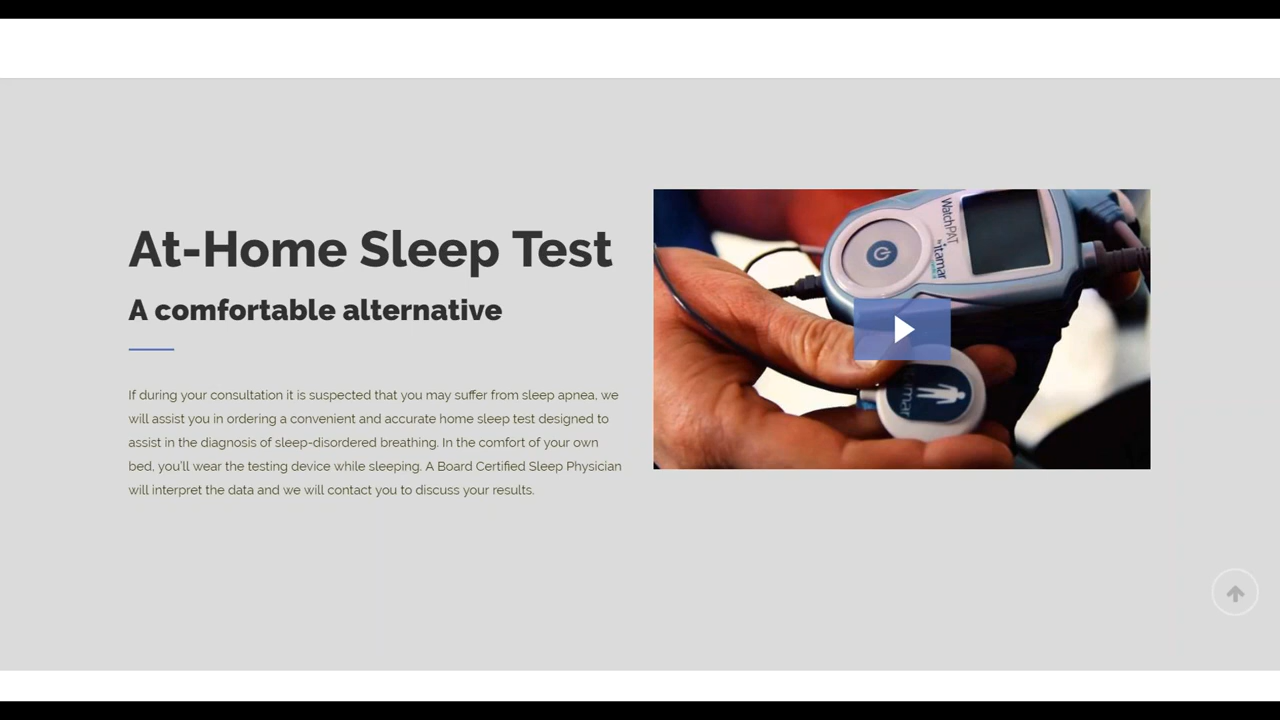 At-Home Sleep Test
A comfortable alternative
If during your consultation it is suspected that you may suffer from sleep apnea, we
will assist you in ordering a convenient and accurate home sleep test designed to
assist in the diagnosis of sleep-disordered breathing. In the comfort of your own
bed, you'll wear the testing device while sleeping. A Board Certified Sleep Physician
will interpret the data and we will contact you to discuss your results.
WatchPAT
by itamar